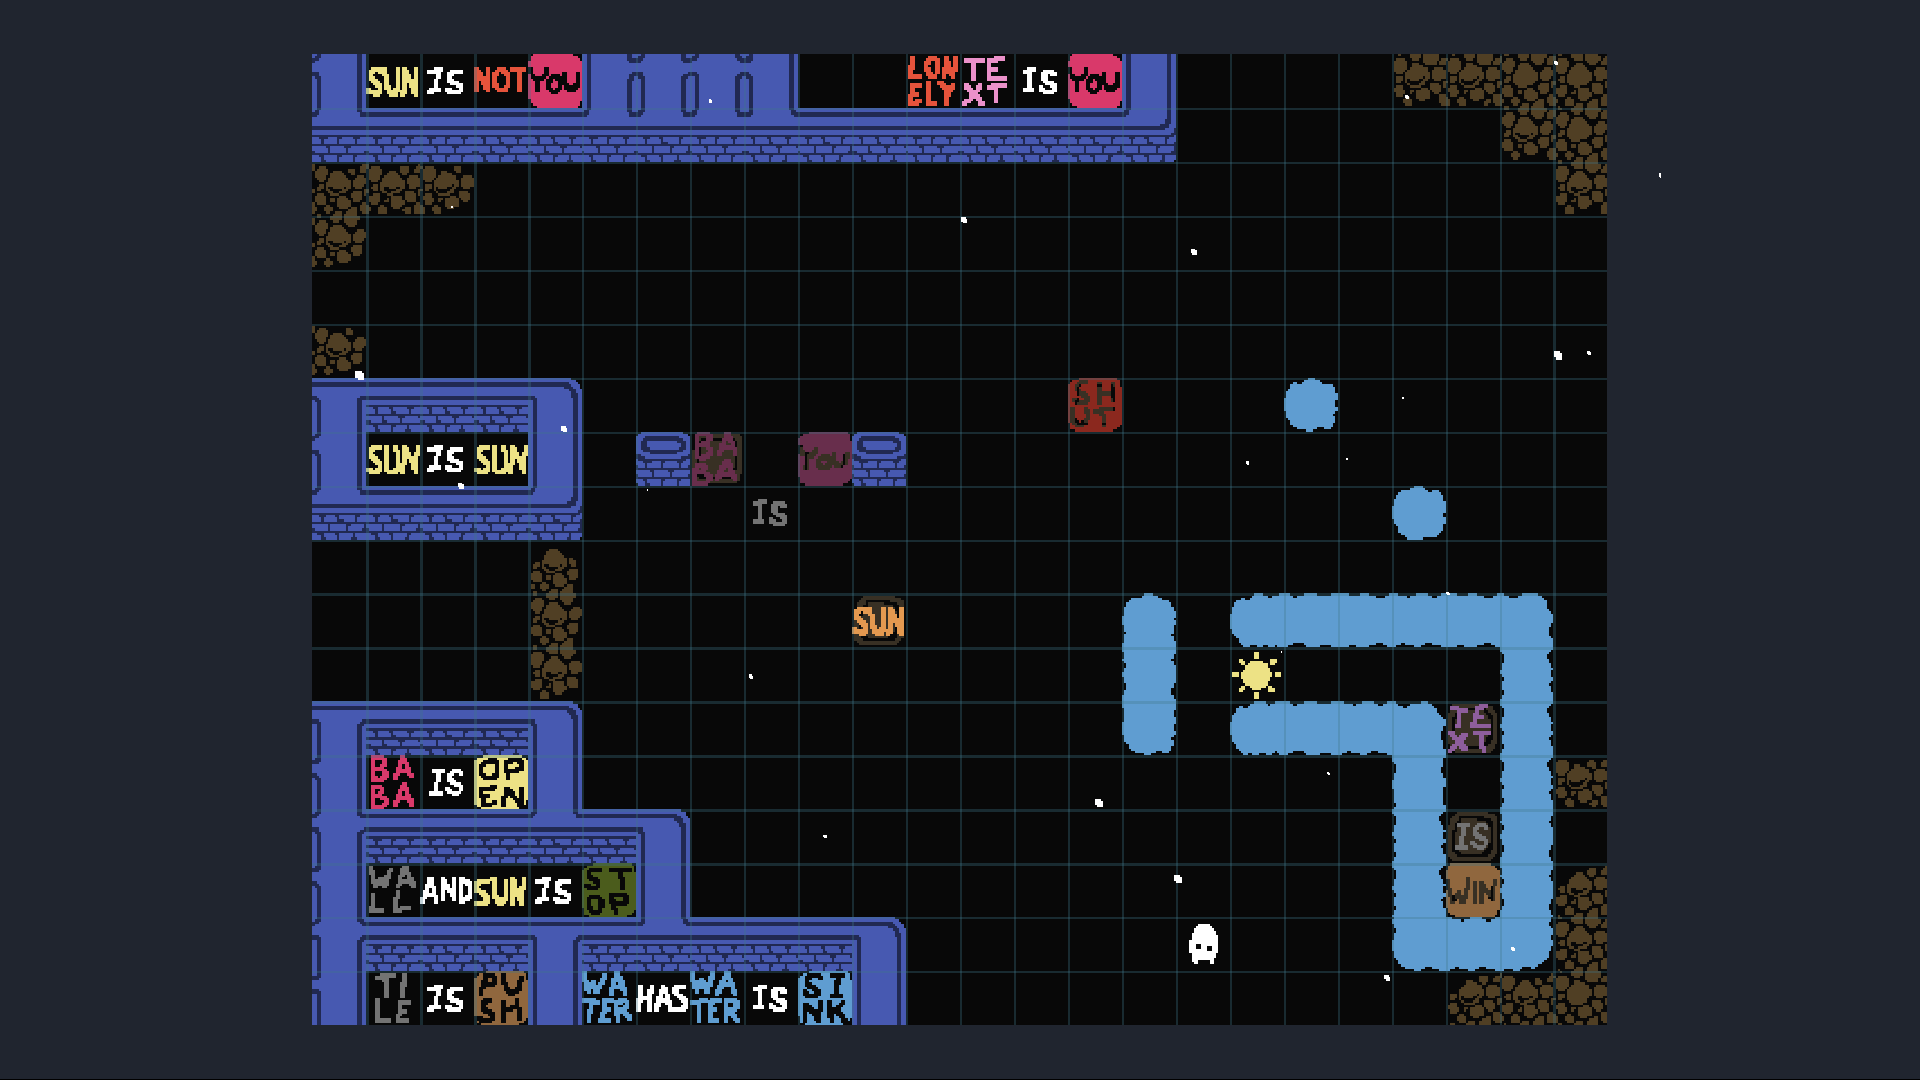 SUN IS NOT YOU
LONELY TEXT IS YOU
SHUT
SUN IS SUN
BABA YOU
IS
SUN
TEXT
BABA IS OPEN
IS
WALL AND SUN IS STOP
WIN
TILE IS PUSH
WATER HAS WATER IS SINK